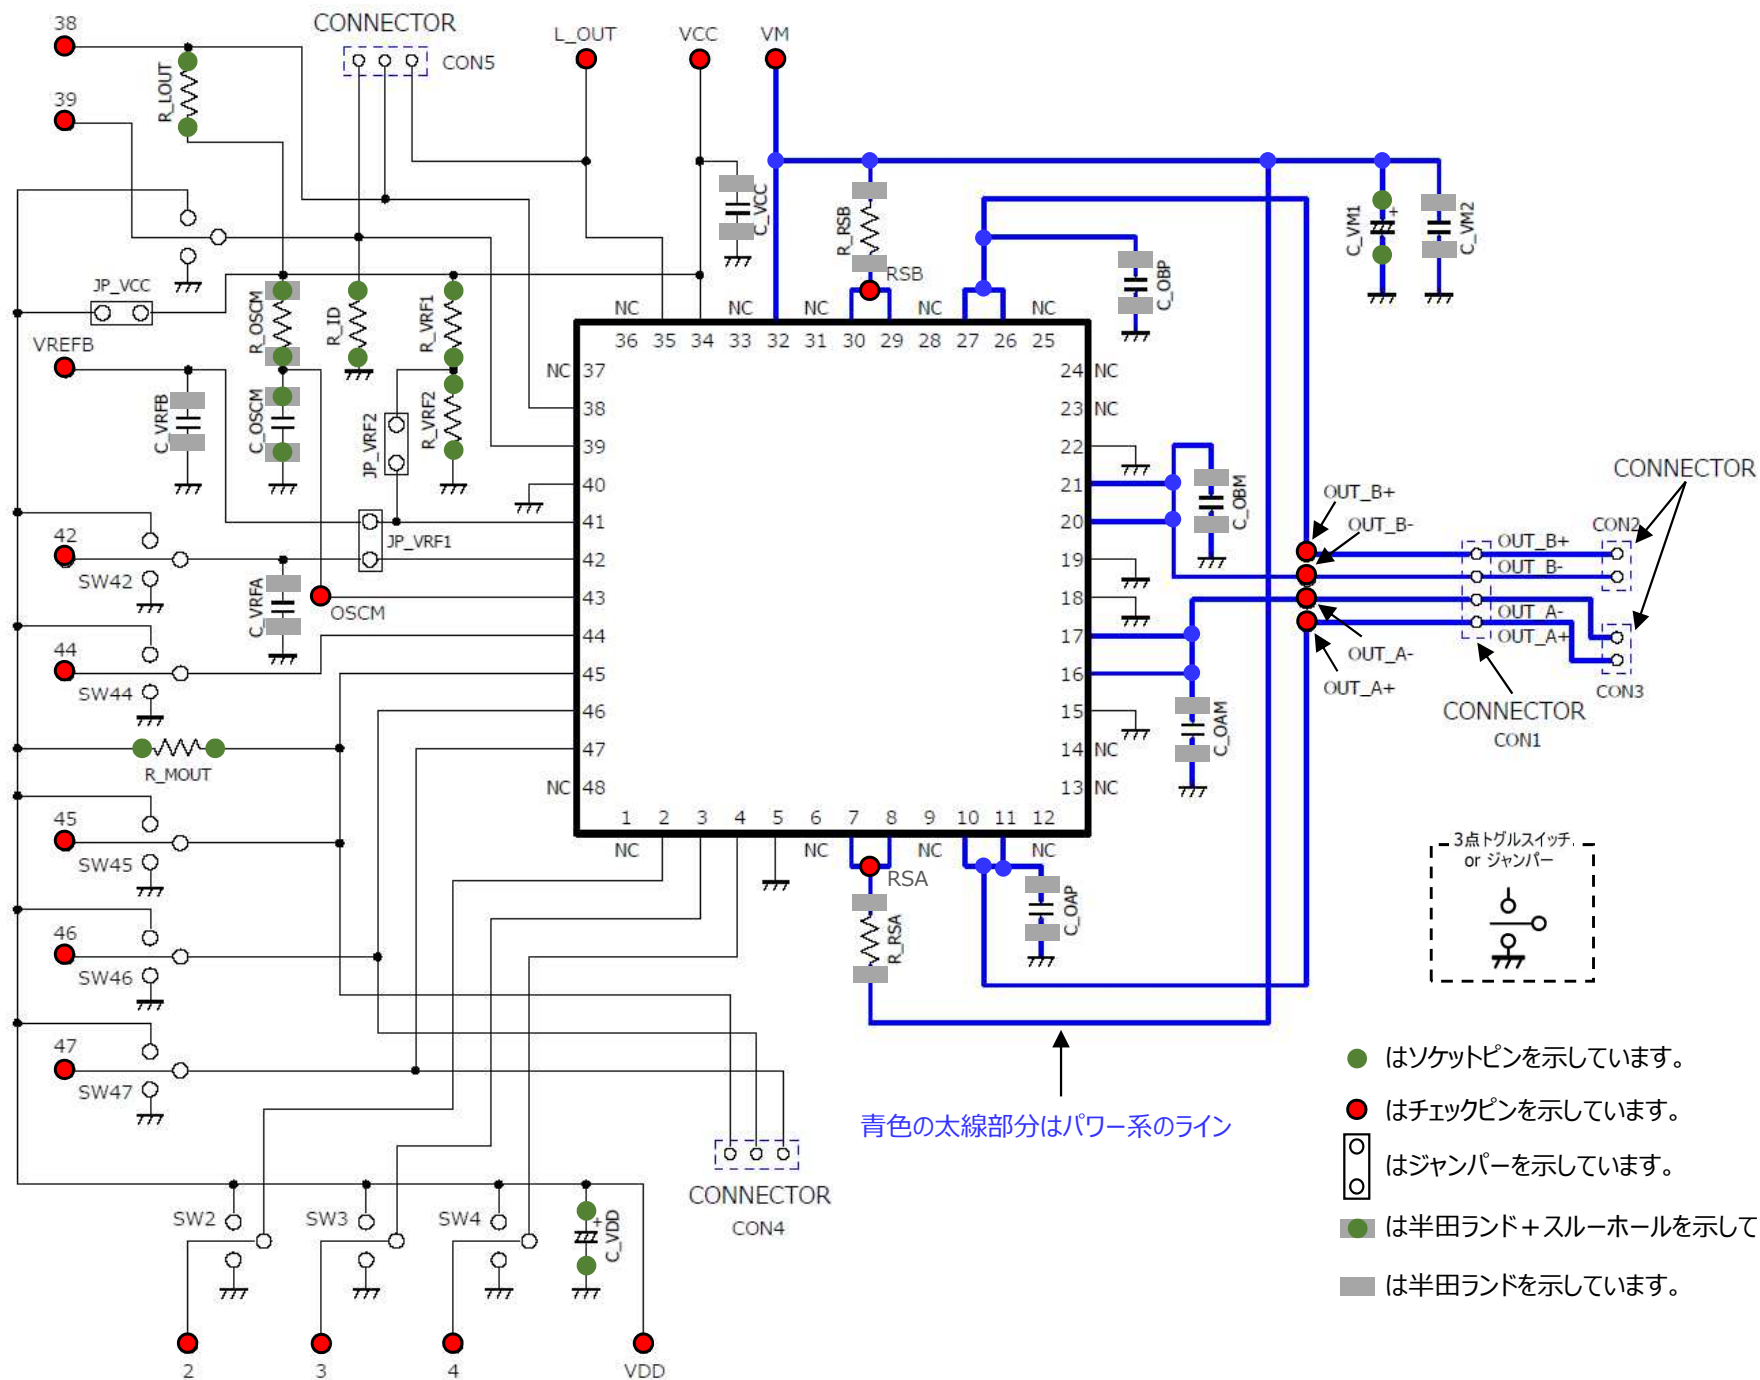 38
CONNECTOR
CON5
L_OUT
VCC
VM
39
R_LOUT
C_VCC
R_RSB
RSB
C_OBP
C_VM1
+
C_VM2
JP_VCC
R_OSCM
R_ID
R_VRF1
VREFB
C_VRFB
C_OSCM
JP_VRF2
R_VRF2
NC NC NC NC NC
36 35 34 33 32 31 30 29 28 27 26 25
NC 37
38
39
40
41
42
43
44
45
46
47
NC 48
24 NC
23 NC
22
21
20
19
18
17
16
15
14 NC
13 NC
1 2 3 4 5 6 7 8 9 10 11 12
NC NC NC NC
42
SW42
JP_VRF1
C_VRFA
OSCM
44
SW44
R_MOUT
45
SW45
46
SW46
47
SW47
C_OBM
C_OAM
OUT_B+
OUT_B-
OUT_A-
OUT_A+
CONNECTOR
CON2
OUT_B+
OUT_B-
OUT_A-
OUT_A+
CON3
CONNECTOR
CON1
RSA
R_RSA
C_OAP
3点トグルスイッチ
or ジャンパー
青色の太線部分はパワー系のライン
CONNECTOR
CON4
SW2
SW3
SW4
+
C_VDD
2
3
4
VDD
はソケットピンを示しています。
はチェックピンを示しています。
はジャンパーを示しています。
は半田ランド+スルーホールを示して
は半田ランドを示しています。